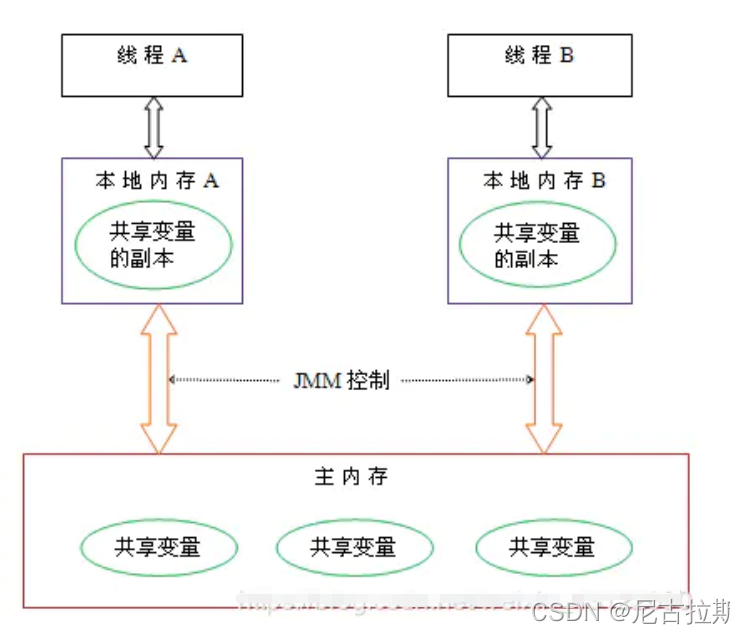 线程 A
线程 B
本地内存 A
共享变量
的副本
本地内存 B
共享变量
的副本
JMM 控制
主内存
共享变量
共享变量
共享变量
CSDN @尼古拉斯